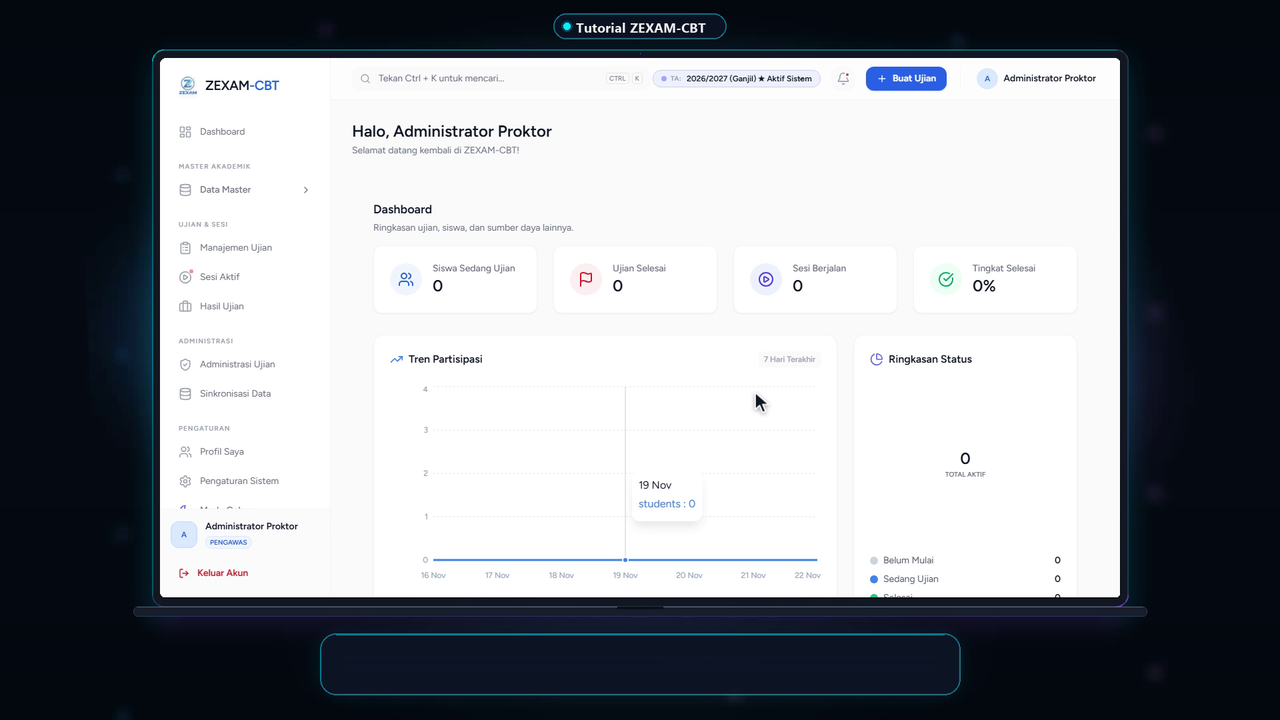 Tutorial ZEXAM-CBT
ZEXAM
ZEXAM-CBT
Tekan Ctrl + K untuk mencari...
CTRL K
TA: 2026/2027 (Ganjil) ★ Aktif Sistem
+ Buat Ujian
A
Administrator Proktor
Dashboard
MASTER AKADEMIK
Data Master
UJIAN & SESI
Manajemen Ujian
Sesi Aktif
Hasil Ujian
ADMINISTRASI
Administrasi Ujian
Sinkronisasi Data
PENGATURAN
Profil Saya
Pengaturan Sistem
A
Administrator Proktor
PENGAWAS
Keluar Akun
Halo, Administrator Proktor
Selamat datang kembali di ZEXAM-CBT!
Dashboard
Ringkasan ujian, siswa, dan sumber daya lainnya.
Siswa Sedang Ujian
0
Ujian Selesai
0
Sesi Berjalan
0
Tingkat Selesai
0%
Tren Partisipasi
7 Hari Terakhir
4
3
2
1
0
19 Nov
students : 0
16 Nov 17 Nov 18 Nov 19 Nov 20 Nov 21 Nov 22 Nov
Ringkasan Status
0
TOTAL AKTIF
Belum Mulai 0
Sedang Ujian 0